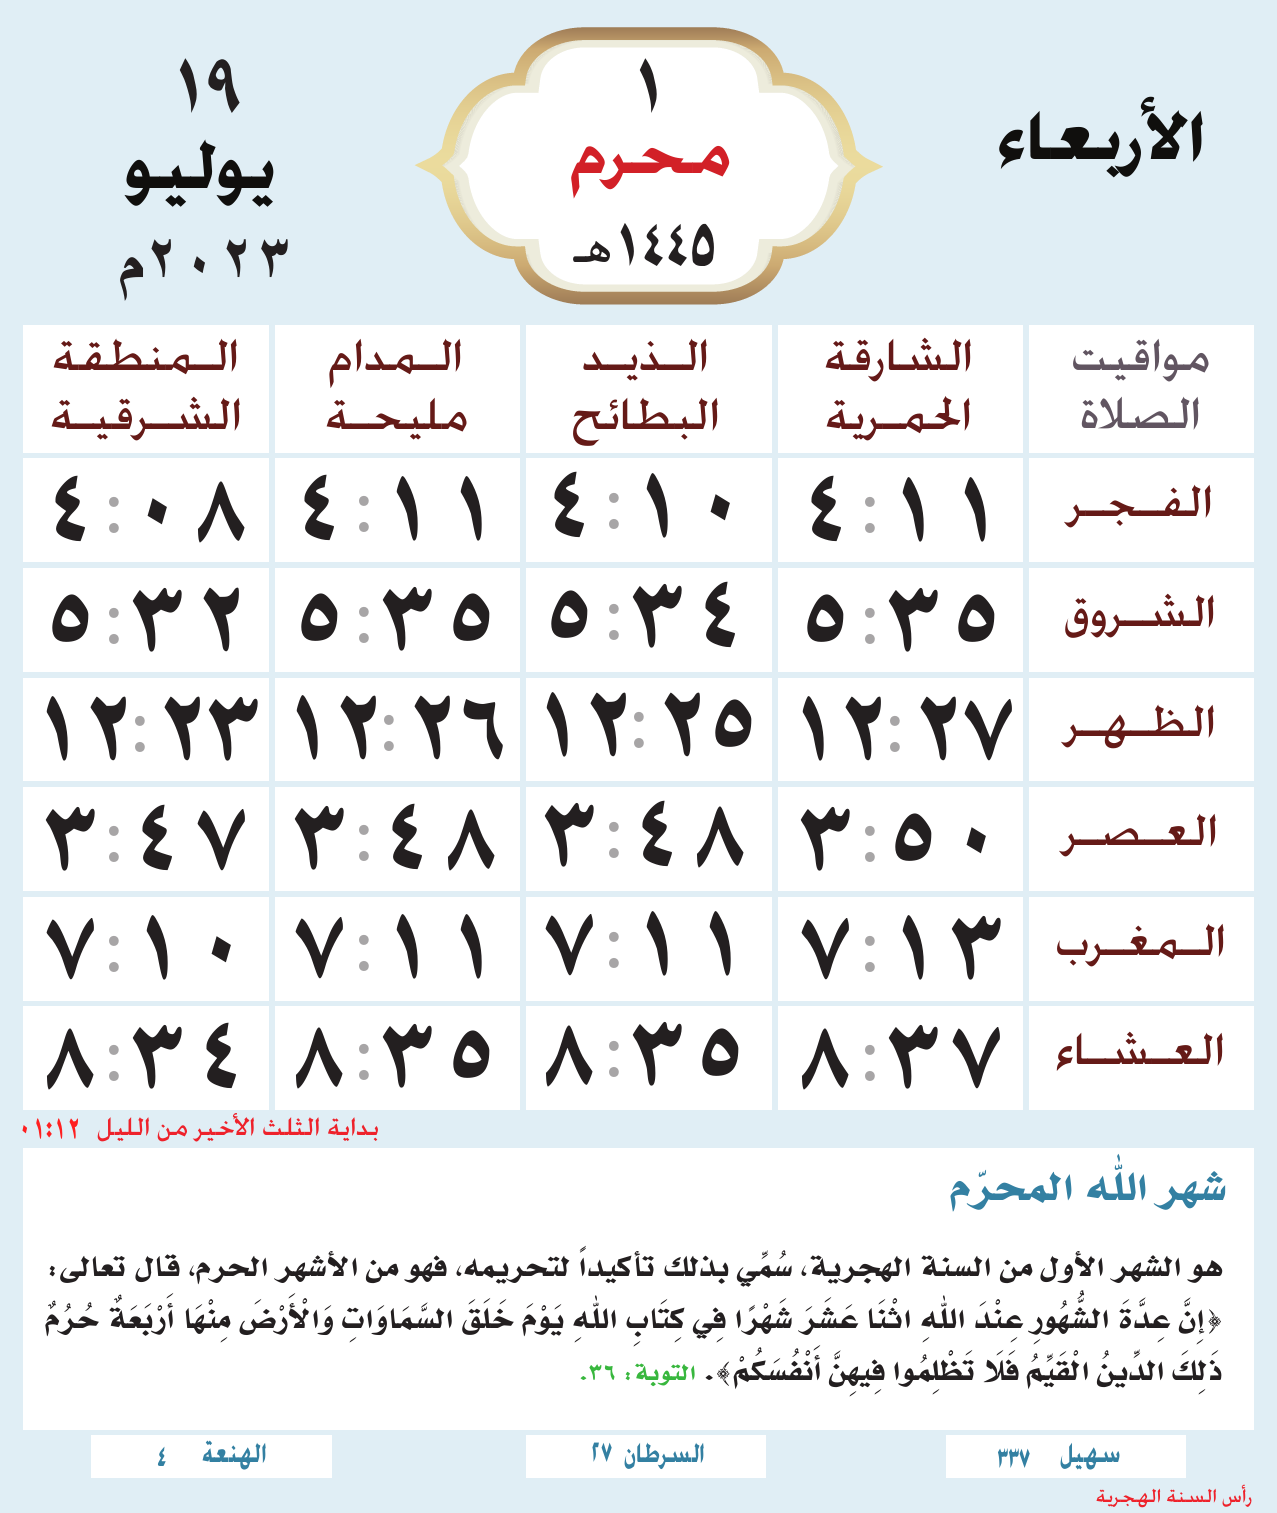 الأربعاء
١
محرم
١٤٤٥هـ
١٩
يوليو
٢٠٢٣م
مواقيت الصلاة
الشارقة الحمرية
الذيد البطائح
المدام مليحة
المنطقة الشرقية
الفجر ٤:١١ ٤:١٠ ٤:١١ ٤:٠٨
الشروق ٥:٣٥ ٥:٣٤ ٥:٣٥ ٥:٣٢
الظهر ١٢:٢٧ ١٢:٢٥ ١٢:٢٦ ١٢:٢٣
العصر ٣:٥٠ ٣:٤٨ ٣:٤٨ ٣:٤٧
المغرب ٧:١٣ ٧:١١ ٧:١١ ٧:١٠
العشاء ٨:٣٧ ٨:٣٥ ٨:٣٥ ٨:٣٤
بداية الثلث الأخير من الليل ٠١:١٢
شهر الله المحرّم
هو الشهر الأول من السنة الهجرية، سُمِّي بذلك تأكيداً لتحريمه، فهو من الأشهر الحرم، قال تعالى:
﴿إِنَّ عِدَّةَ الشُّهُورِ عِنْدَ اللهِ اثْنَا عَشَرَ شَهْرًا فِي كِتَابِ اللهِ يَوْمَ خَلَقَ السَّمَاوَاتِ وَالْأَرْضَ مِنْهَا أَرْبَعَةٌ حُرُمٌ
ذَلِكَ الدِّينُ الْقَيِّمُ فَلَا تَظْلِمُوا فِيهِنَّ أَنْفُسَكُمْ﴾. التوبة: ٣٦.
سهيل ٣٣٧
السرطان ٢٧
الهنعة ٤
رأس السنة الهجرية